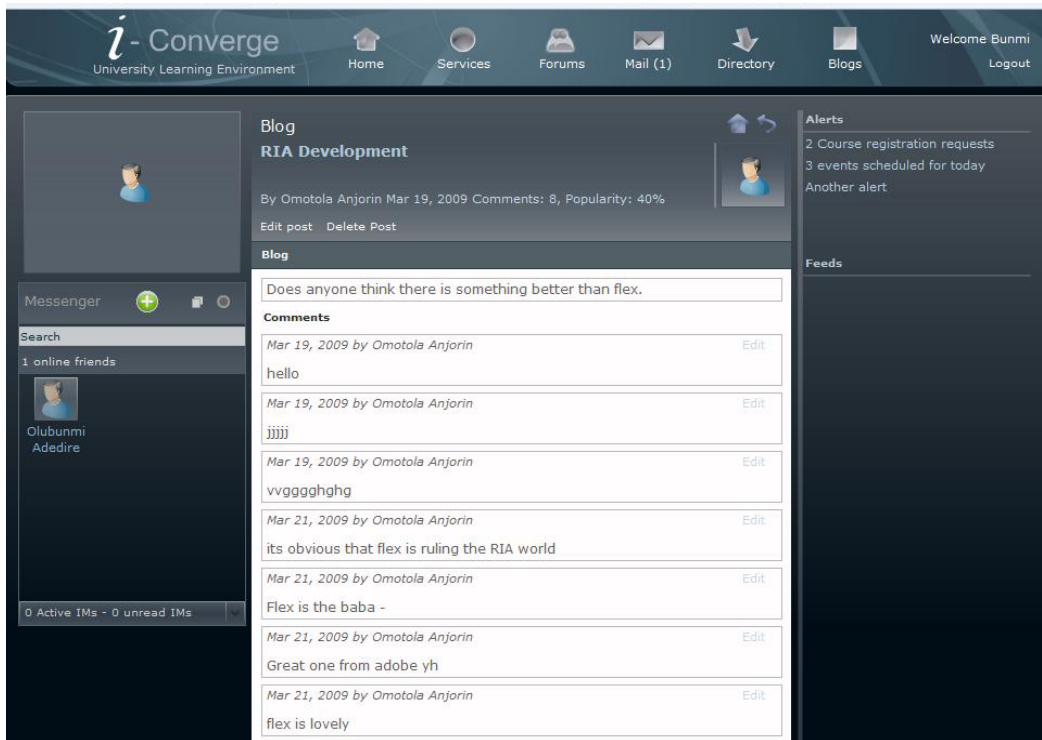 i - Converge
University Learning Environment
Home
Services
Forums
Mail (1)
Directory
Blogs
Welcome Bunmi
Logout
Messenger
Search
1 online friends
Olubunmi
Adedire
0 Active IMs - 0 unread IMs
Blog
RIA Development
By Omotola Anjorin Mar 19, 2009 Comments: 8, Popularity: 40%
Edit post Delete Post
Blog
Does anyone think there is something better than flex.
Comments
Mar 19, 2009 by Omotola Anjorin Edit
hello
Mar 19, 2009 by Omotola Anjorin Edit
jjjjj
Mar 19, 2009 by Omotola Anjorin Edit
vvgggghghg
Mar 21, 2009 by Omotola Anjorin Edit
its obvious that flex is ruling the RIA world
Mar 21, 2009 by Omotola Anjorin Edit
Flex is the baba -
Mar 21, 2009 by Omotola Anjorin Edit
Great one from adobe yh
Mar 21, 2009 by Omotola Anjorin Edit
flex is lovely
Alerts
2 Course registration requests
3 events scheduled for today
Another alert
Feeds